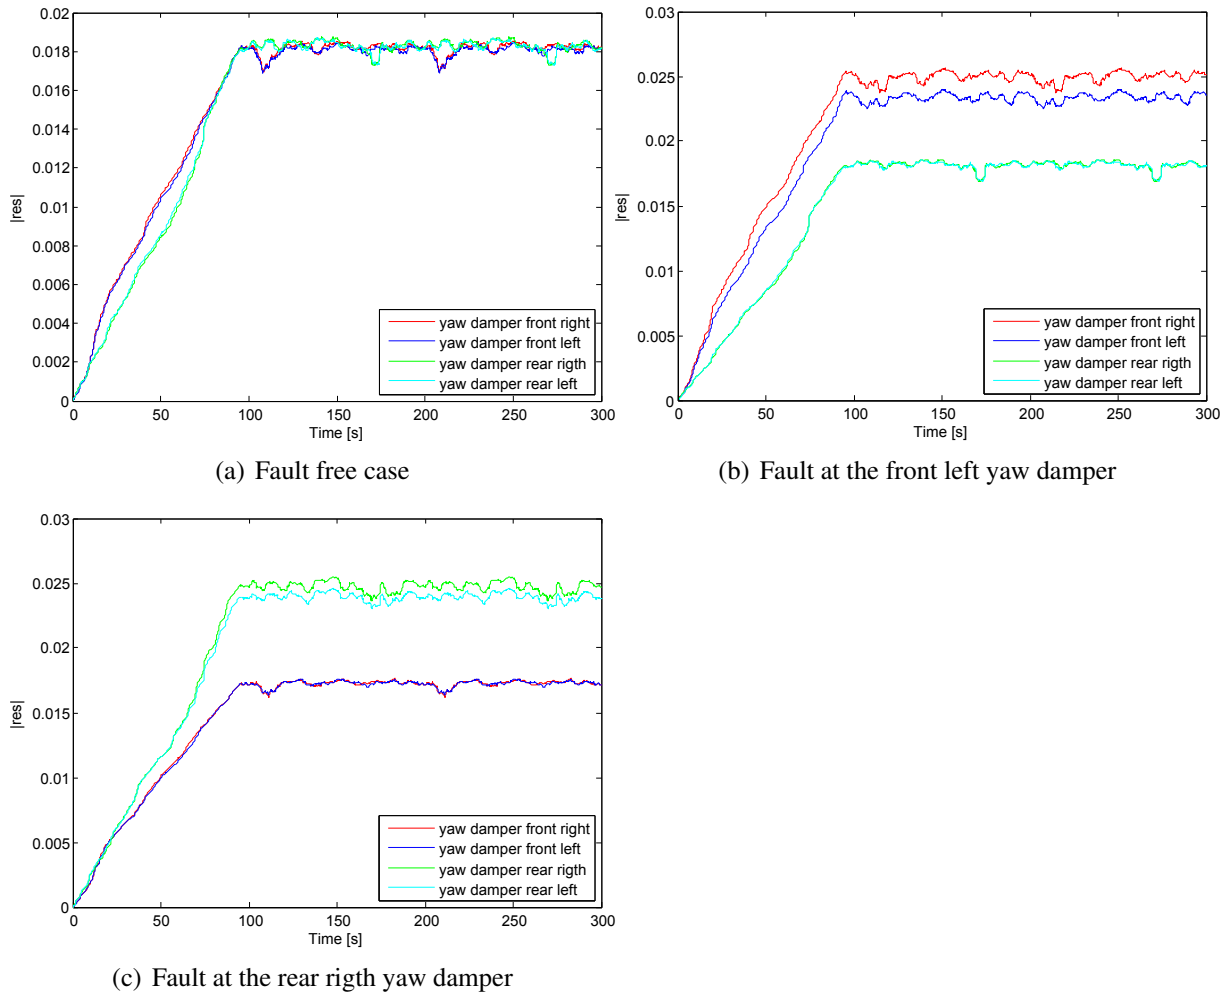 0.02
0.018
0.016
0.014
0.012
0.01
0.008
0.006
0.004
0.002
0
|res|
0 50 100 150 200 250 300
Time [s]
yaw damper front right
yaw damper front left
yaw damper rear rigth
yaw damper rear left
(a) Fault free case
0.03
0.025
0.02
0.015
0.01
0.005
0
|res|
0 50 100 150 200 250 300
Time [s]
yaw damper front right
yaw damper front left
yaw damper rear rigth
yaw damper rear left
(b) Fault at the front left yaw damper
0.03
0.025
0.02
0.015
0.01
0.005
0
|res|
0 50 100 150 200 250 300
Time [s]
yaw damper front right
yaw damper front left
yaw damper rear rigth
yaw damper rear left
(c) Fault at the rear rigth yaw damper